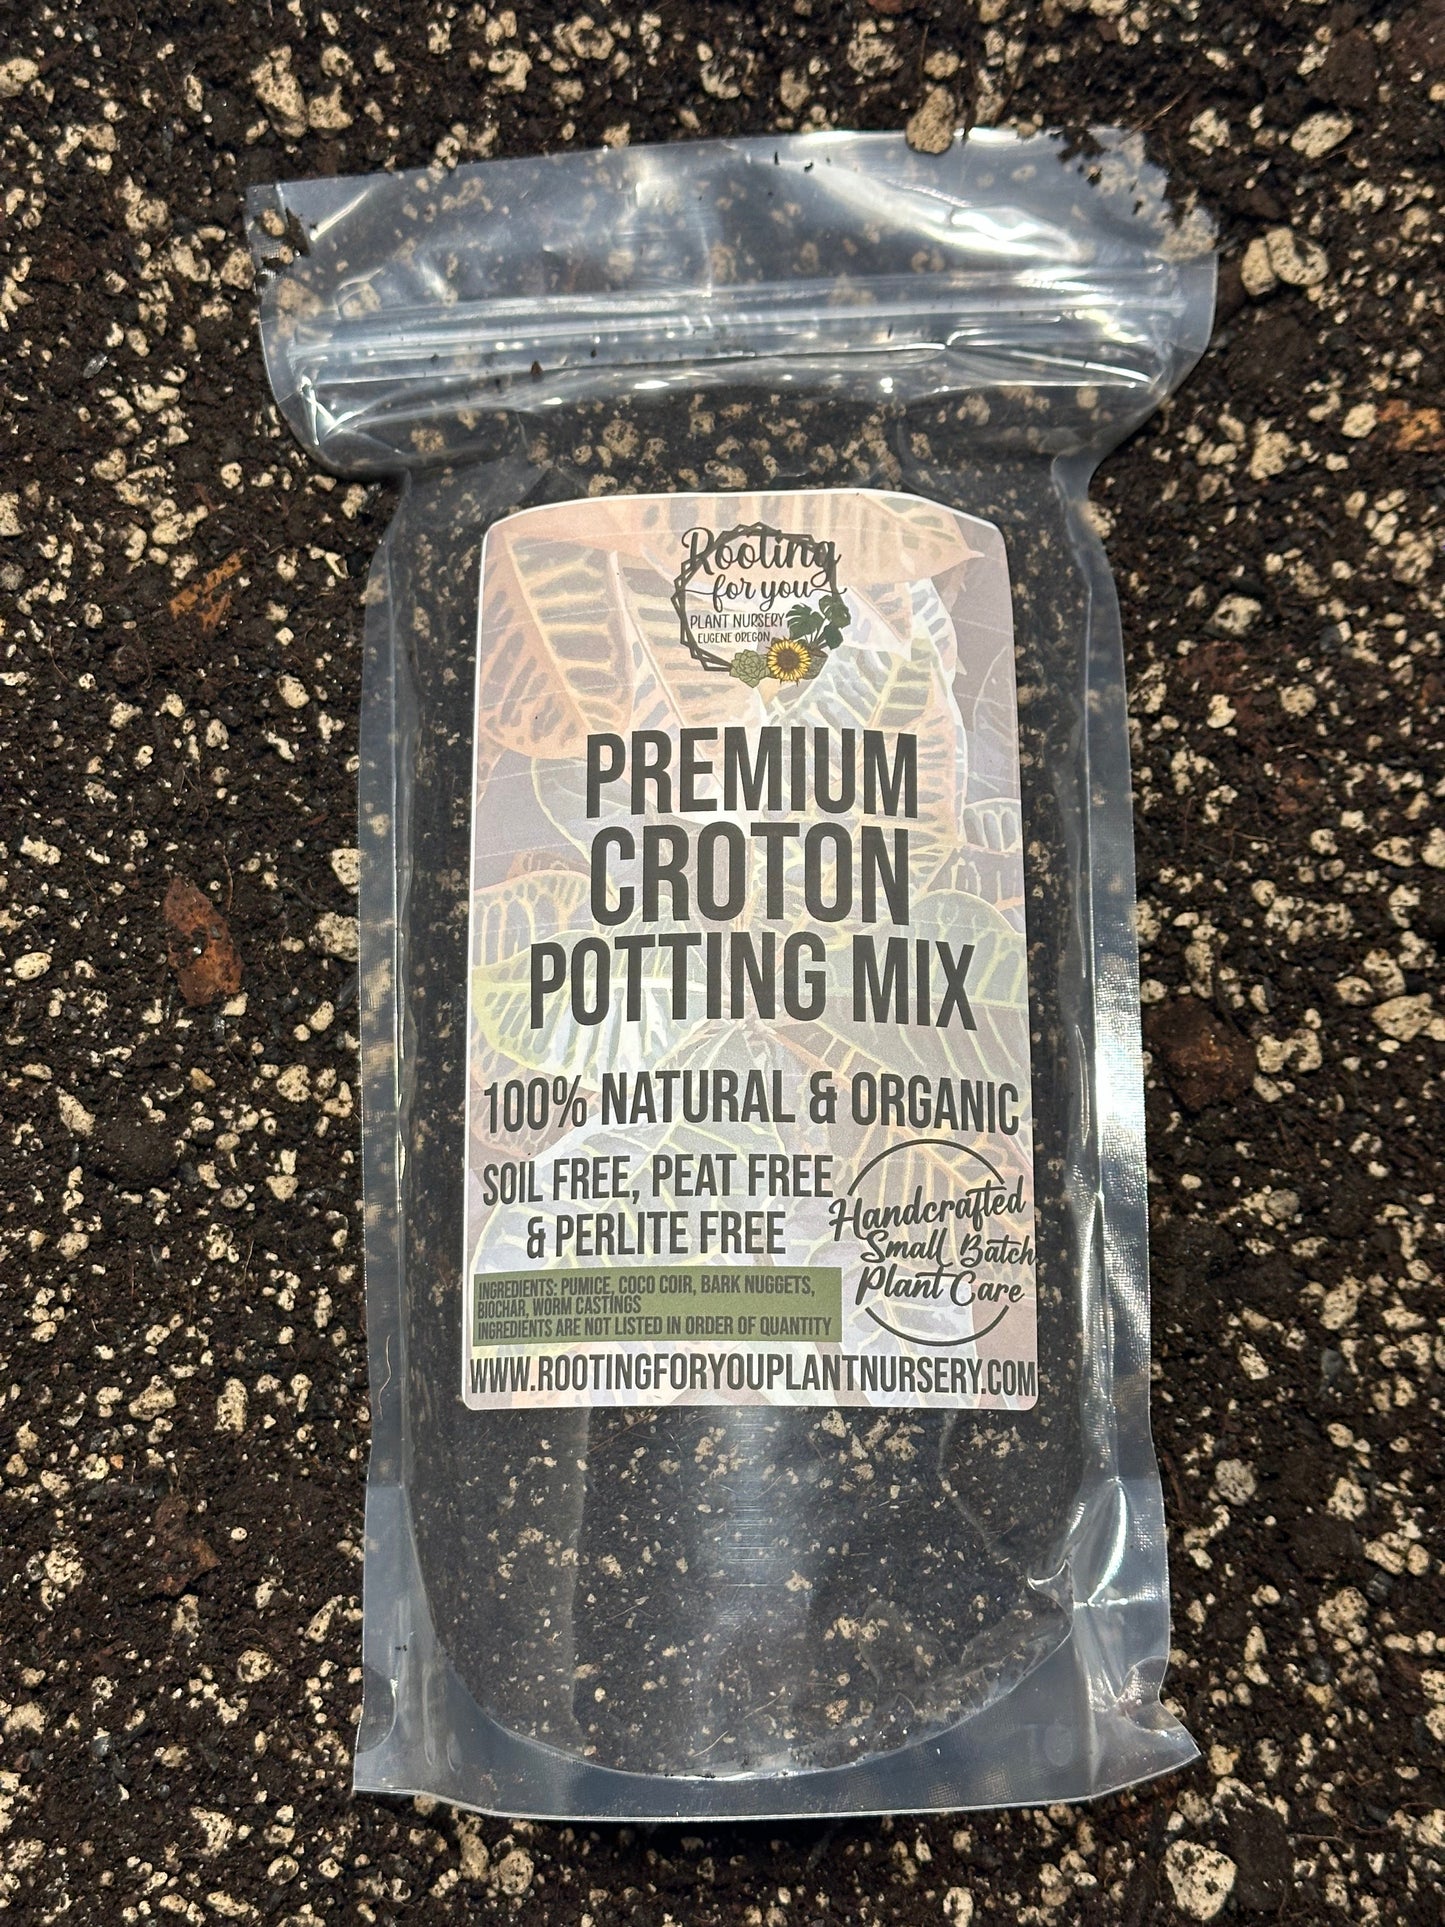 Rooting
for you
PLANT NURSERY
EUGENE OREGON
PREMIUM
CROTON
POTTING MIX
100% NATURAL & ORGANIC
SOIL FREE, PEAT FREE
& PERLITE FREE
Handcrafted
Small Batch
Plant Care
INGREDIENTS: PUMICE, COCO COIR, BARK NUGGETS,
BIOCHAR, WORM CASTINGS
INGREDIENTS ARE NOT LISTED IN ORDER OF QUANTITY
WWW.ROOTINGFORYOUPLANTNURSERY.COM